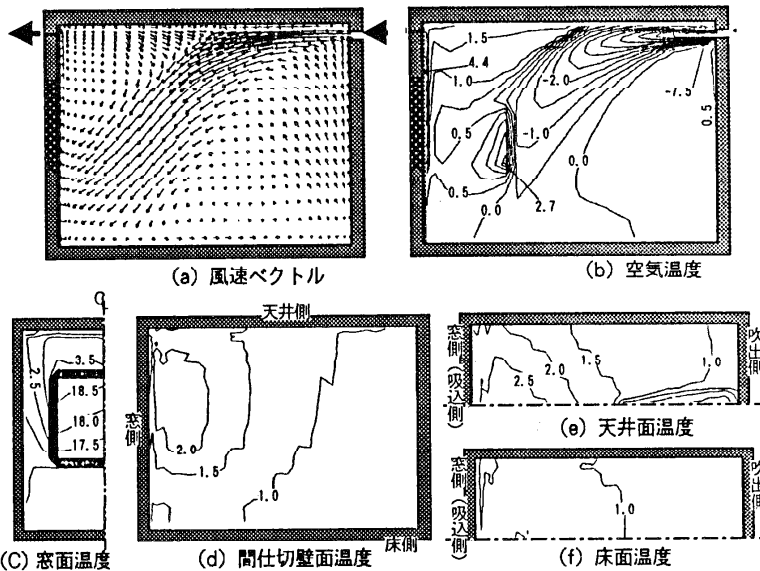 1.5
4.4
1.0
-2.0
-7.5
0.5
0.5
-1.0
0.0
0.5
0.0
2.7
(a) 風速ベクトル
(b) 空気温度
℄
天井側
3.5
2.5
18.5
18.0
17.5
窓側
2.0
1.5
1.0
床側
(C) 窓面温度
(d) 間仕切壁面温度
窓側(吸込側)
2.5
2.0
1.5
1.0
吹出側
(e) 天井面温度
窓側(吸込側)
1.0
吹出側
(f) 床面温度